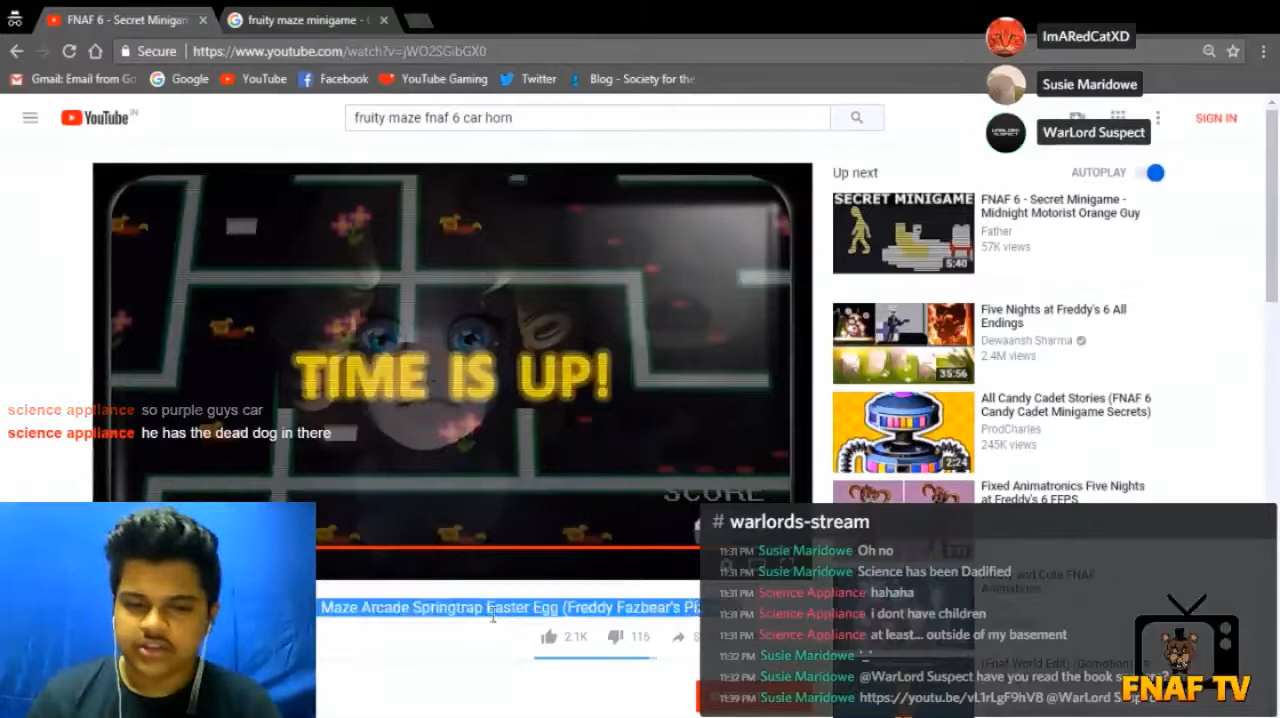 FNAF 6 - Secret Minigam
fruity maze minigame -
Secure
https://www.youtube.com/watch?v=jWO2SGibGX0
Gmail: Email from Go
Google
YouTube
Facebook
YouTube Gaming
Twitter
Blog - Society for the
ImARedCatXD
Susie Maridowe
WarLord Suspect
YouTube IN
fruity maze fnaf 6 car horn
SIGN IN
TIME IS UP!
SCORE
science appliance so purple guys car
science appliance he has the dead dog in there
Maze Arcade Springtrap Easter Egg (Freddy Fazbear's Pi
2.1K
116
Up next
AUTOPLAY
SECRET MINIGAME
5:40
FNAF 6 - Secret Minigame -
Midnight Motorist Orange Guy
Father
57K views
35:56
Five Nights at Freddy's 6 All
Endings
Dewaansh Sharma
2.4M views
2:24
All Candy Cadet Stories (FNAF 6
Candy Cadet Minigame Secrets)
ProdCharles
245K views
Fixed Animatronics Five Nights
at Freddy's 6 FFPS
# warlords-stream
11:31 PM Susie Maridowe Oh no
11:31 PM Susie Maridowe Science has been Dadified
11:31 PM Science Appliance hahaha
11:31 PM Science Appliance i dont have children
11:31 PM Science Appliance at least... outside of my basement
11:32 PM Susie Maridowe '_'
11:32 PM Susie Maridowe @WarLord Suspect have you read the book
11:39 PM Susie Maridowe https://youtu.be/vL1rLgF9hV8 @WarLord
FNAF TV